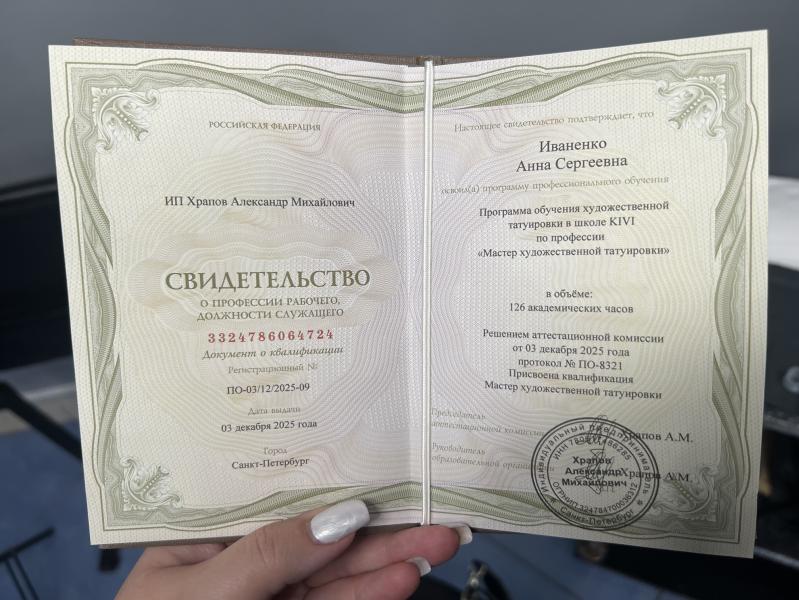 РОССИЙСКАЯ ФЕДЕРАЦИЯ
ИП Храпов Александр Михайлович
СВИДЕТЕЛЬСТВО
О ПРОФЕССИИ РАБОЧЕГО,
ДОЛЖНОСТИ СЛУЖАЩЕГО
3324786064724
Документ о квалификации
Регистрационный №
ПО-03/12/2025-09
Дата выдачи
03 декабря 2025 года
Город
Санкт-Петербург
Настоящее свидетельство подтверждает, что
Иваненко
Анна Сергеевна
освоил(а) программу профессионального обучения
Программа обучения художественной
татуировки в школе KIVI
по профессии
«Мастер художественной татуировки»
в объёме:
126 академических часов
Решением аттестационной комиссии
от 03 декабря 2025 года
протокол № ПО-8321
Присвоена квалификация
Мастер художественной татуировки
Председатель
аттестационной комиссии
Храпов А.М.
Руководитель
образовательной организации
Храпов А.М.
Индивидуальный предприниматель
ИНН
Храпов
Александр
Михайлович
Санкт-Петербург